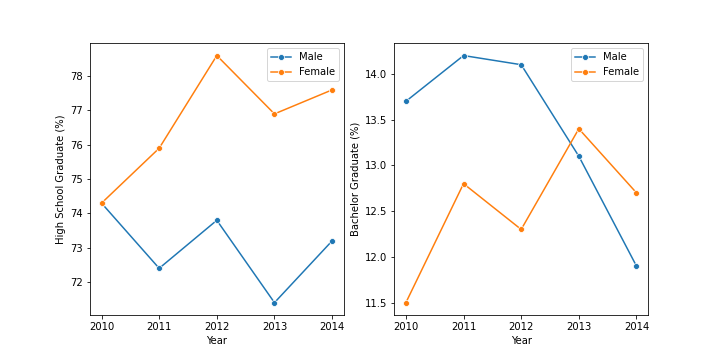 High School Graduate (%)
78
77
76
75
74
73
72
2010 2011 2012 2013 2014
Year
Male
Female
Bachelor Graduate (%)
14.0
13.5
13.0
12.5
12.0
11.5
2010 2011 2012 2013 2014
Year
Male
Female